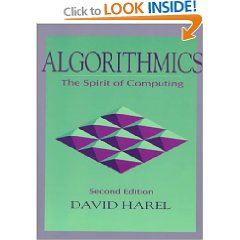 Click to
LOOK INSIDE!
ALGORITHMICS
The Spirit of Computing
Second Edition
DAVID HAREL